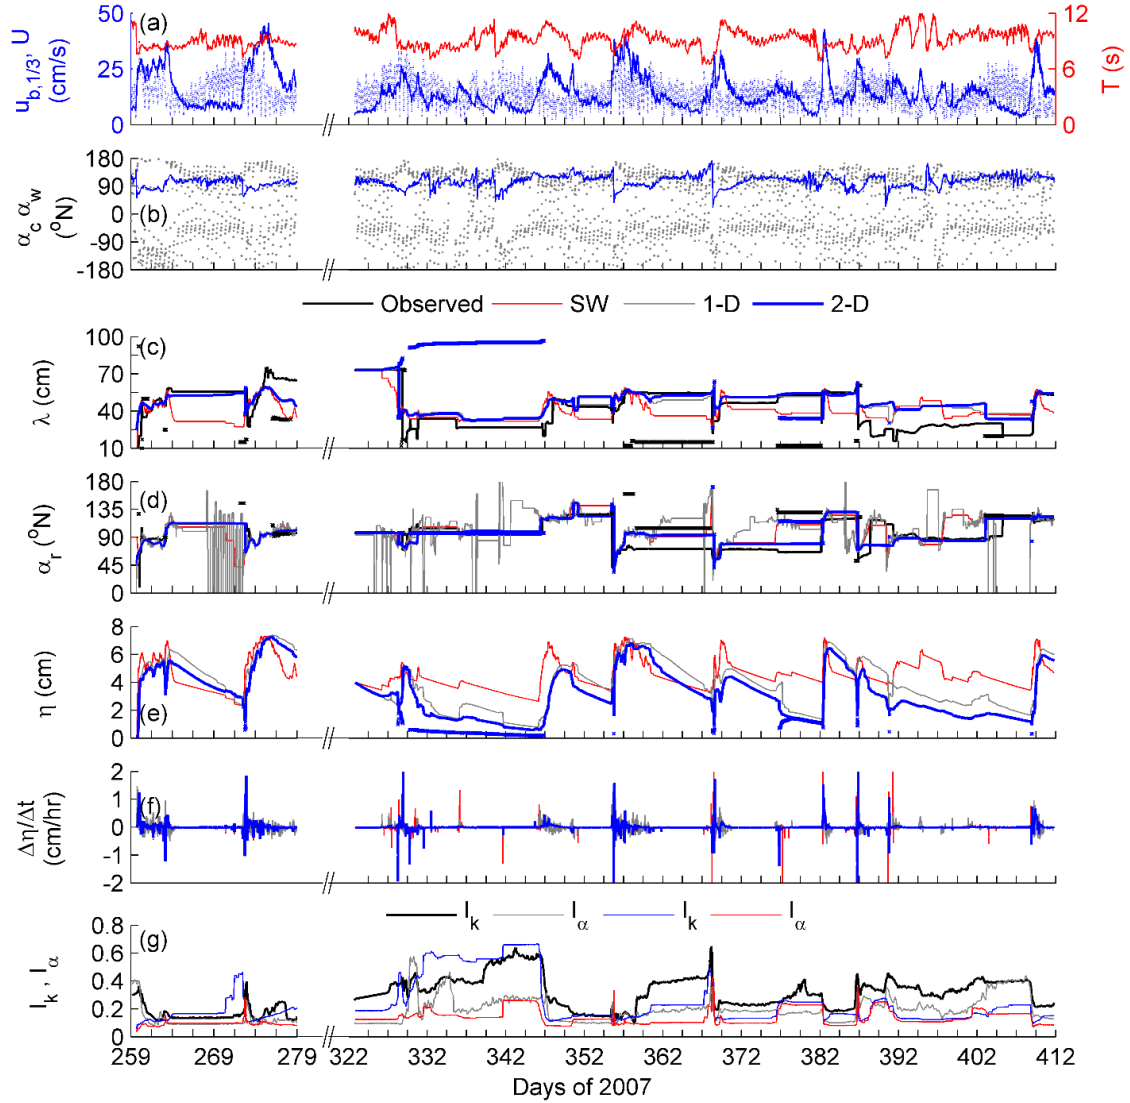 (a)
50
25
0
u_b,1/3, U
(cm/s)
12
6
0
T (s)
(b)
180
90
0
-90
-180
α_c α_w
(°N)
//
Observed SW 1-D 2-D
(c)
100
70
40
10
λ (cm)
//
(d)
180
135
90
45
0
α_r (°N)
//
(e)
8
6
4
2
0
η (cm)
//
(f)
2
1
0
-1
-2
Δη/Δt
(cm/hr)
//
I_k I_α I_k I_α
(g)
0.8
0.6
0.4
0.2
0
I_k , I_α
//
259 269 279 322 332 342 352 362 372 382 392 402 412
Days of 2007